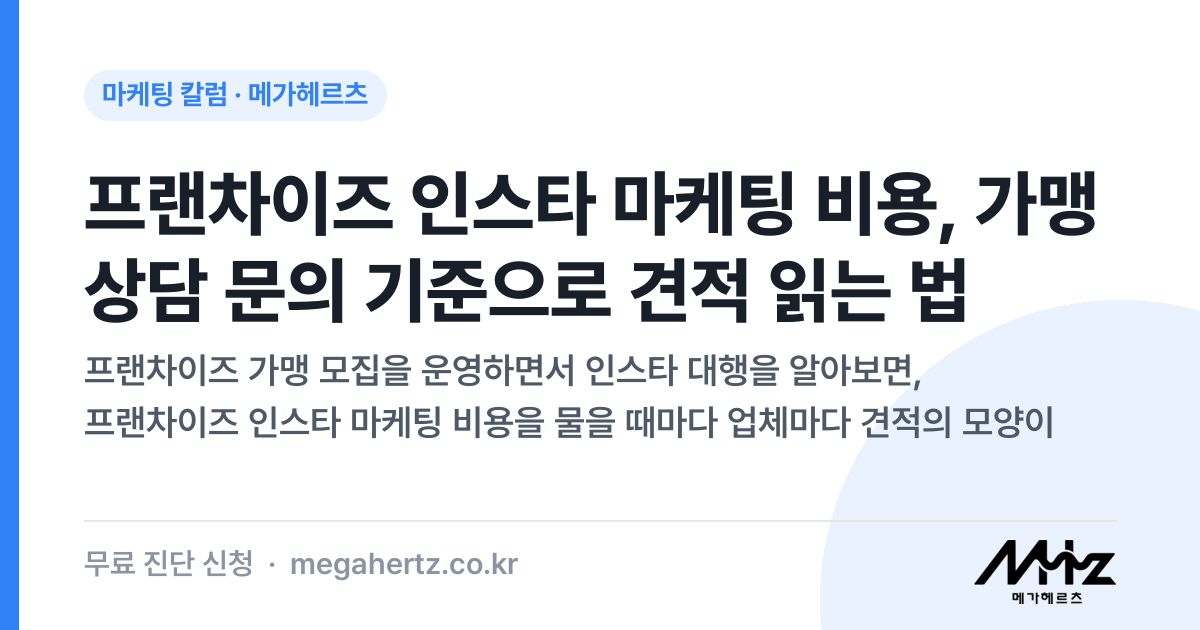 마케팅 칼럼 · 메가헤르츠
프랜차이즈 인스타 마케팅 비용, 가맹
상담 문의 기준으로 견적 읽는 법
프랜차이즈 가맹 모집을 운영하면서 인스타 대행을 알아보면,
프랜차이즈 인스타 마케팅 비용을 물을 때마다 업체마다 견적의 모양이
무료 진단 신청 · megahertz.co.kr
MHz
메가헤르츠